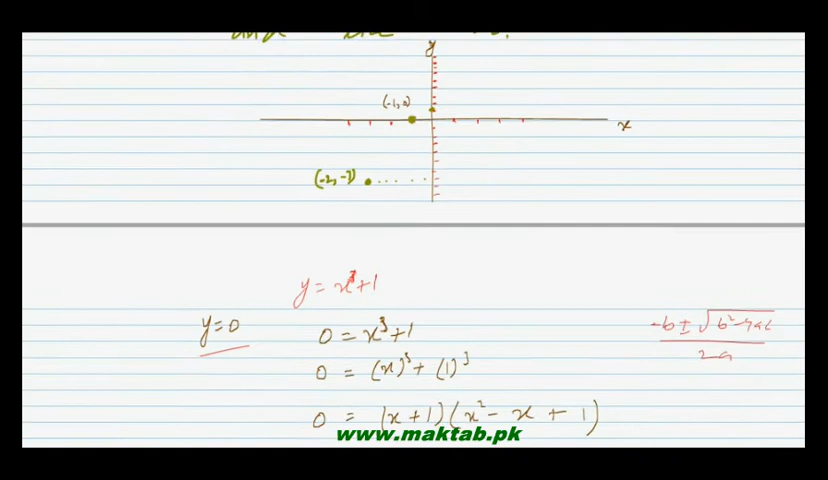 y
(-1,0)
x
(-2,-7)
y = x³+1
y=0
0 = x³+1
-b ± √b²-4ac
2a
0 = (x)³ + (1)³
0 = (x+1)(x² - x + 1)
www.maktab.pk